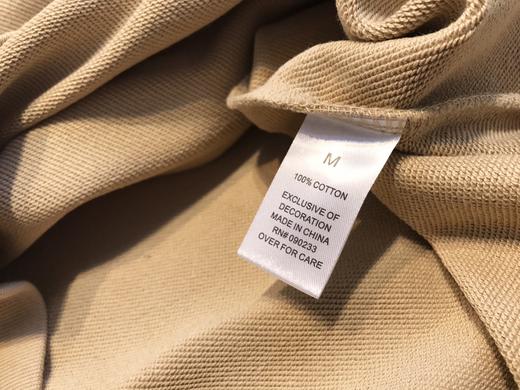 M
100% COTTON
EXCLUSIVE OF
DECORATION
MADE IN CHINA
RN# 090233
OVER FOR CARE